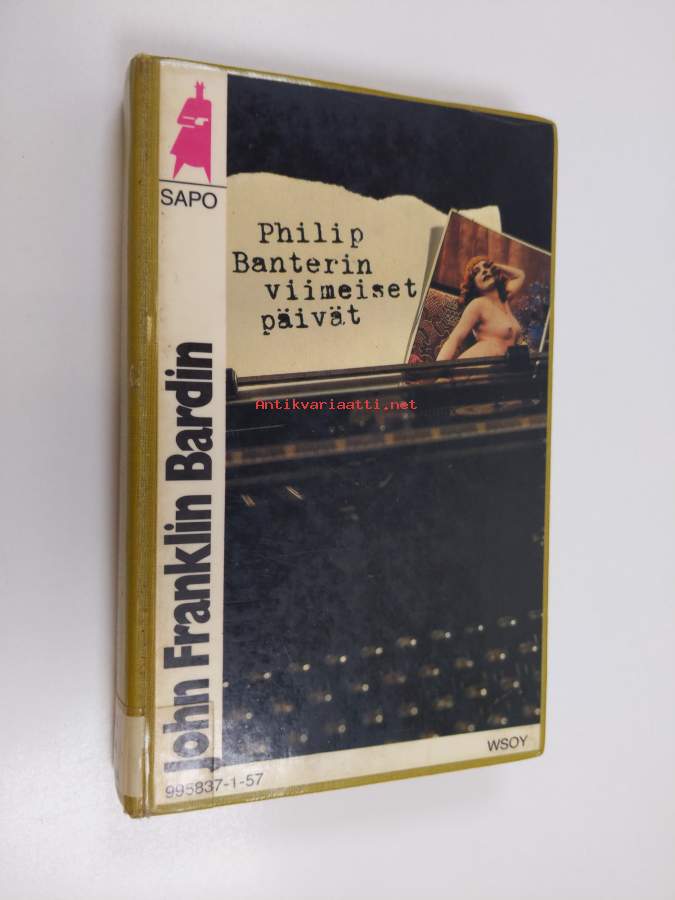 SAPO
Philip
Banterin
viimeiset
päivät
Antikvariaatti.net
John Franklin Bardin
WSOY
995837-1-57